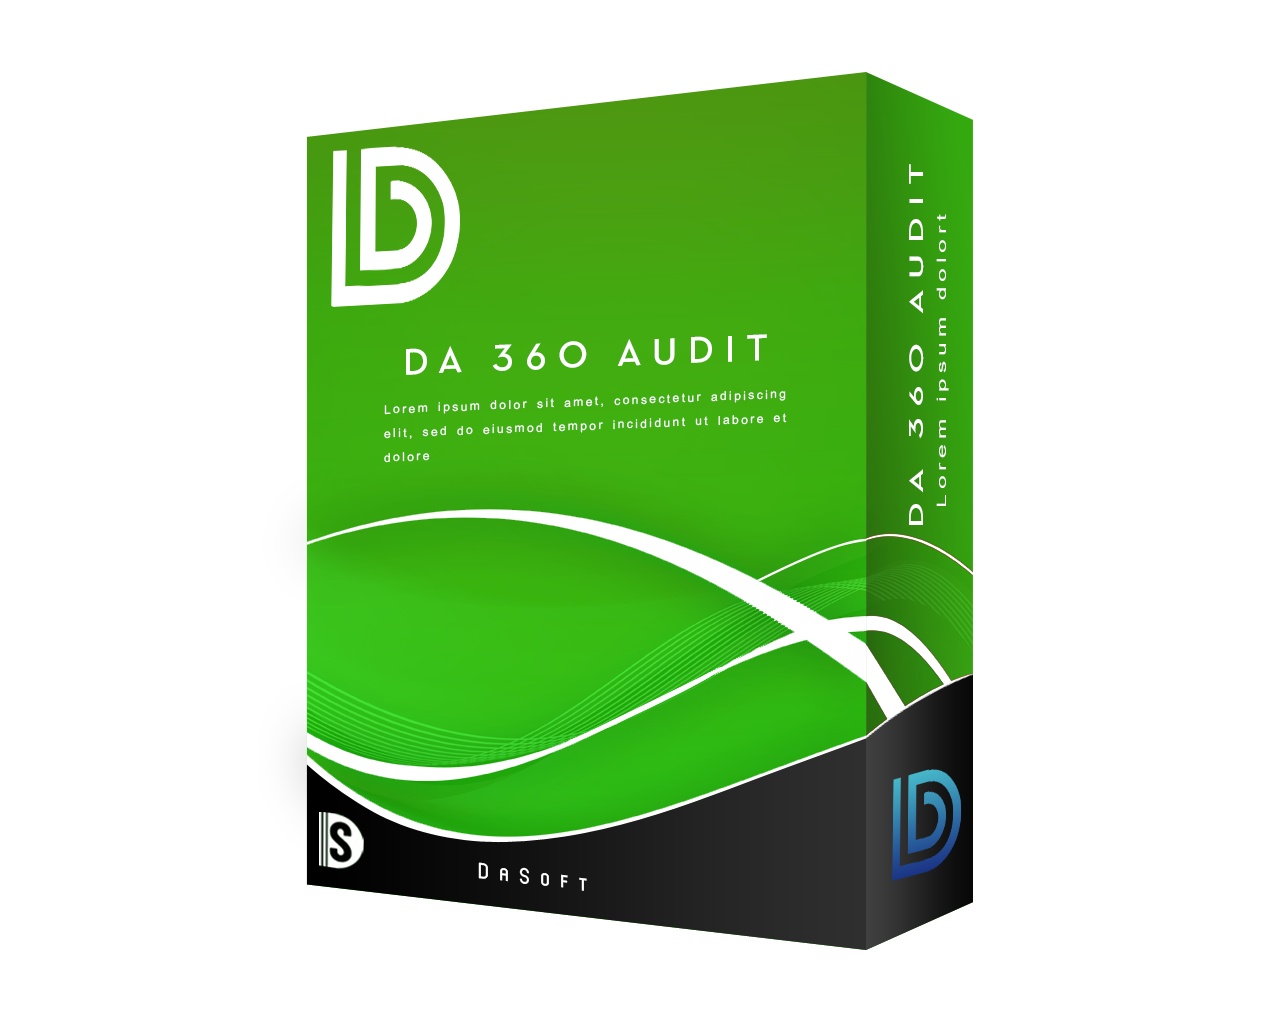 D
DA 360 AUDIT
Lorem ipsum dolor sit amet, consectetur adipiscing
elit, sed do eiusmod tempor incididunt ut labore et
dolore
DS
DaSoft
DA 360 AUDIT
Lorem ipsum dolort
D